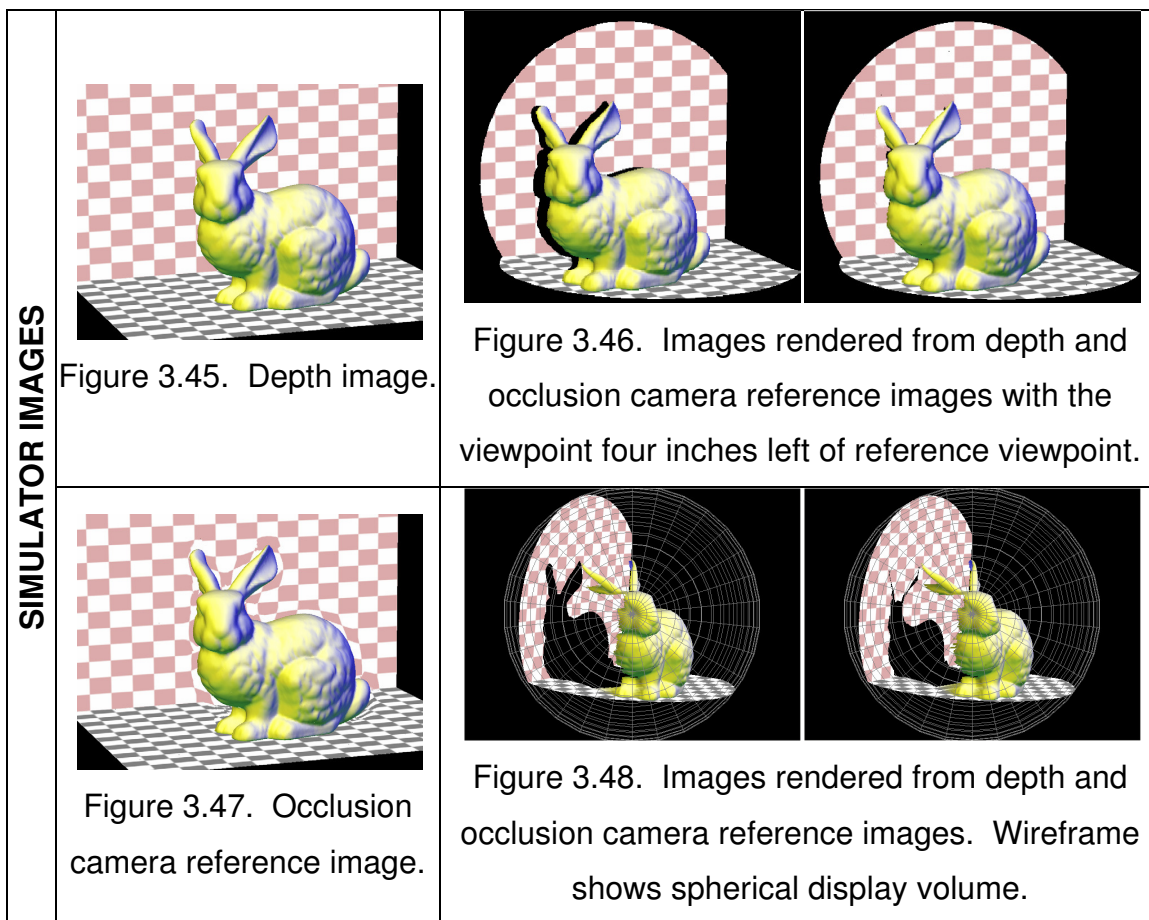 SIMULATOR IMAGES
Figure 3.45. Depth image.
Figure 3.46. Images rendered from depth and
occlusion camera reference images with the
viewpoint four inches left of reference viewpoint.
Figure 3.47. Occlusion
camera reference image.
Figure 3.48. Images rendered from depth and
occlusion camera reference images. Wireframe
shows spherical display volume.